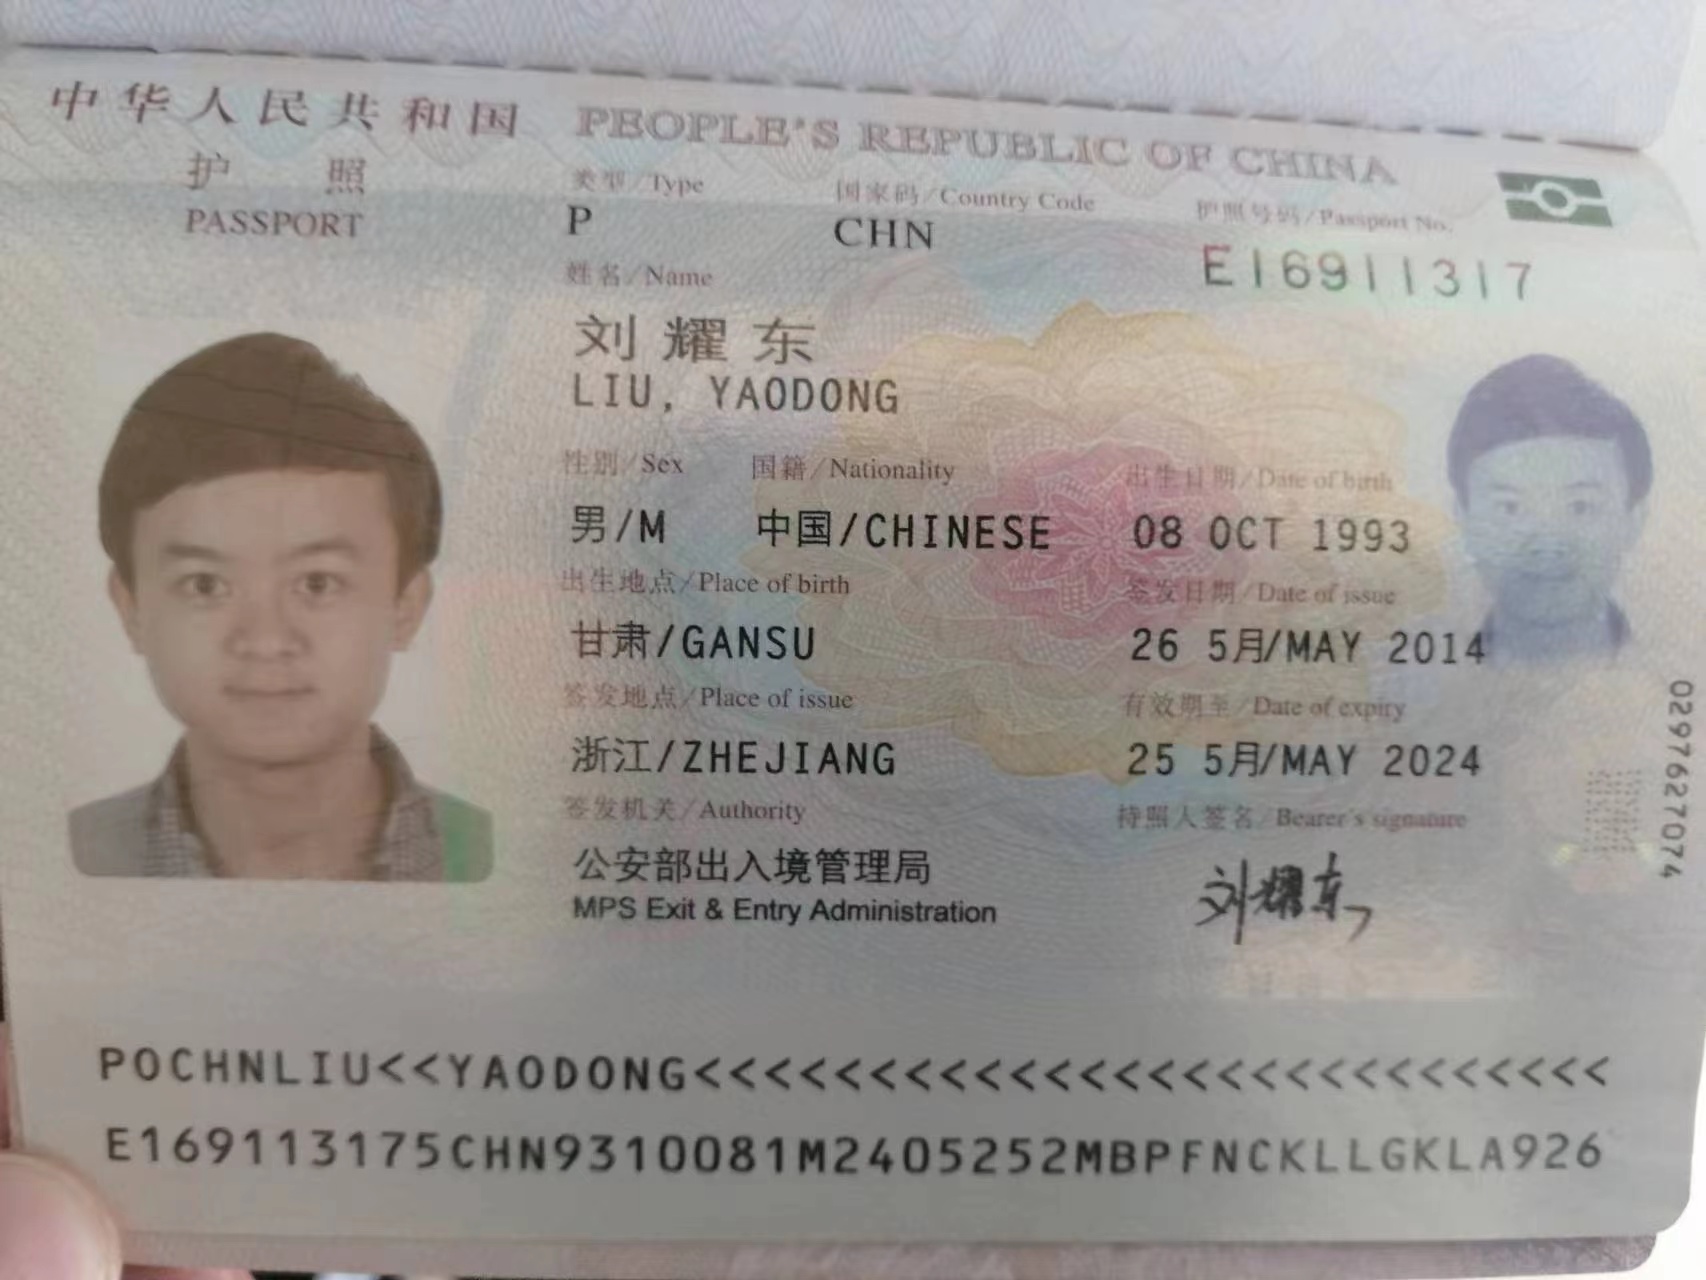 中华人民共和国 PEOPLE'S REPUBLIC OF CHINA
护照
PASSPORT
类型/Type
国家码/Country Code
护照号码/Passport No.
P
CHN
E16911317
姓名/Name
刘耀东
LIU, YAODONG
性别/Sex
国籍/Nationality
出生日期/Date of birth
男/M
中国/CHINESE
08 OCT 1993
出生地点/Place of birth
签发日期/Date of issue
甘肃/GANSU
26 5月/MAY 2014
签发地点/Place of issue
有效期至/Date of expiry
浙江/ZHEJIANG
25 5月/MAY 2024
签发机关/Authority
持照人签名/Bearer's signature
公安部出入境管理局
MPS Exit & Entry Administration
刘耀东
0297627074
POCHNLIU<<YAODONG<<<<<<<<<<<<<<<<<<<<<<<<<<<
E169113175CHN9310081M2405252MBPFNCKLLGKLA926